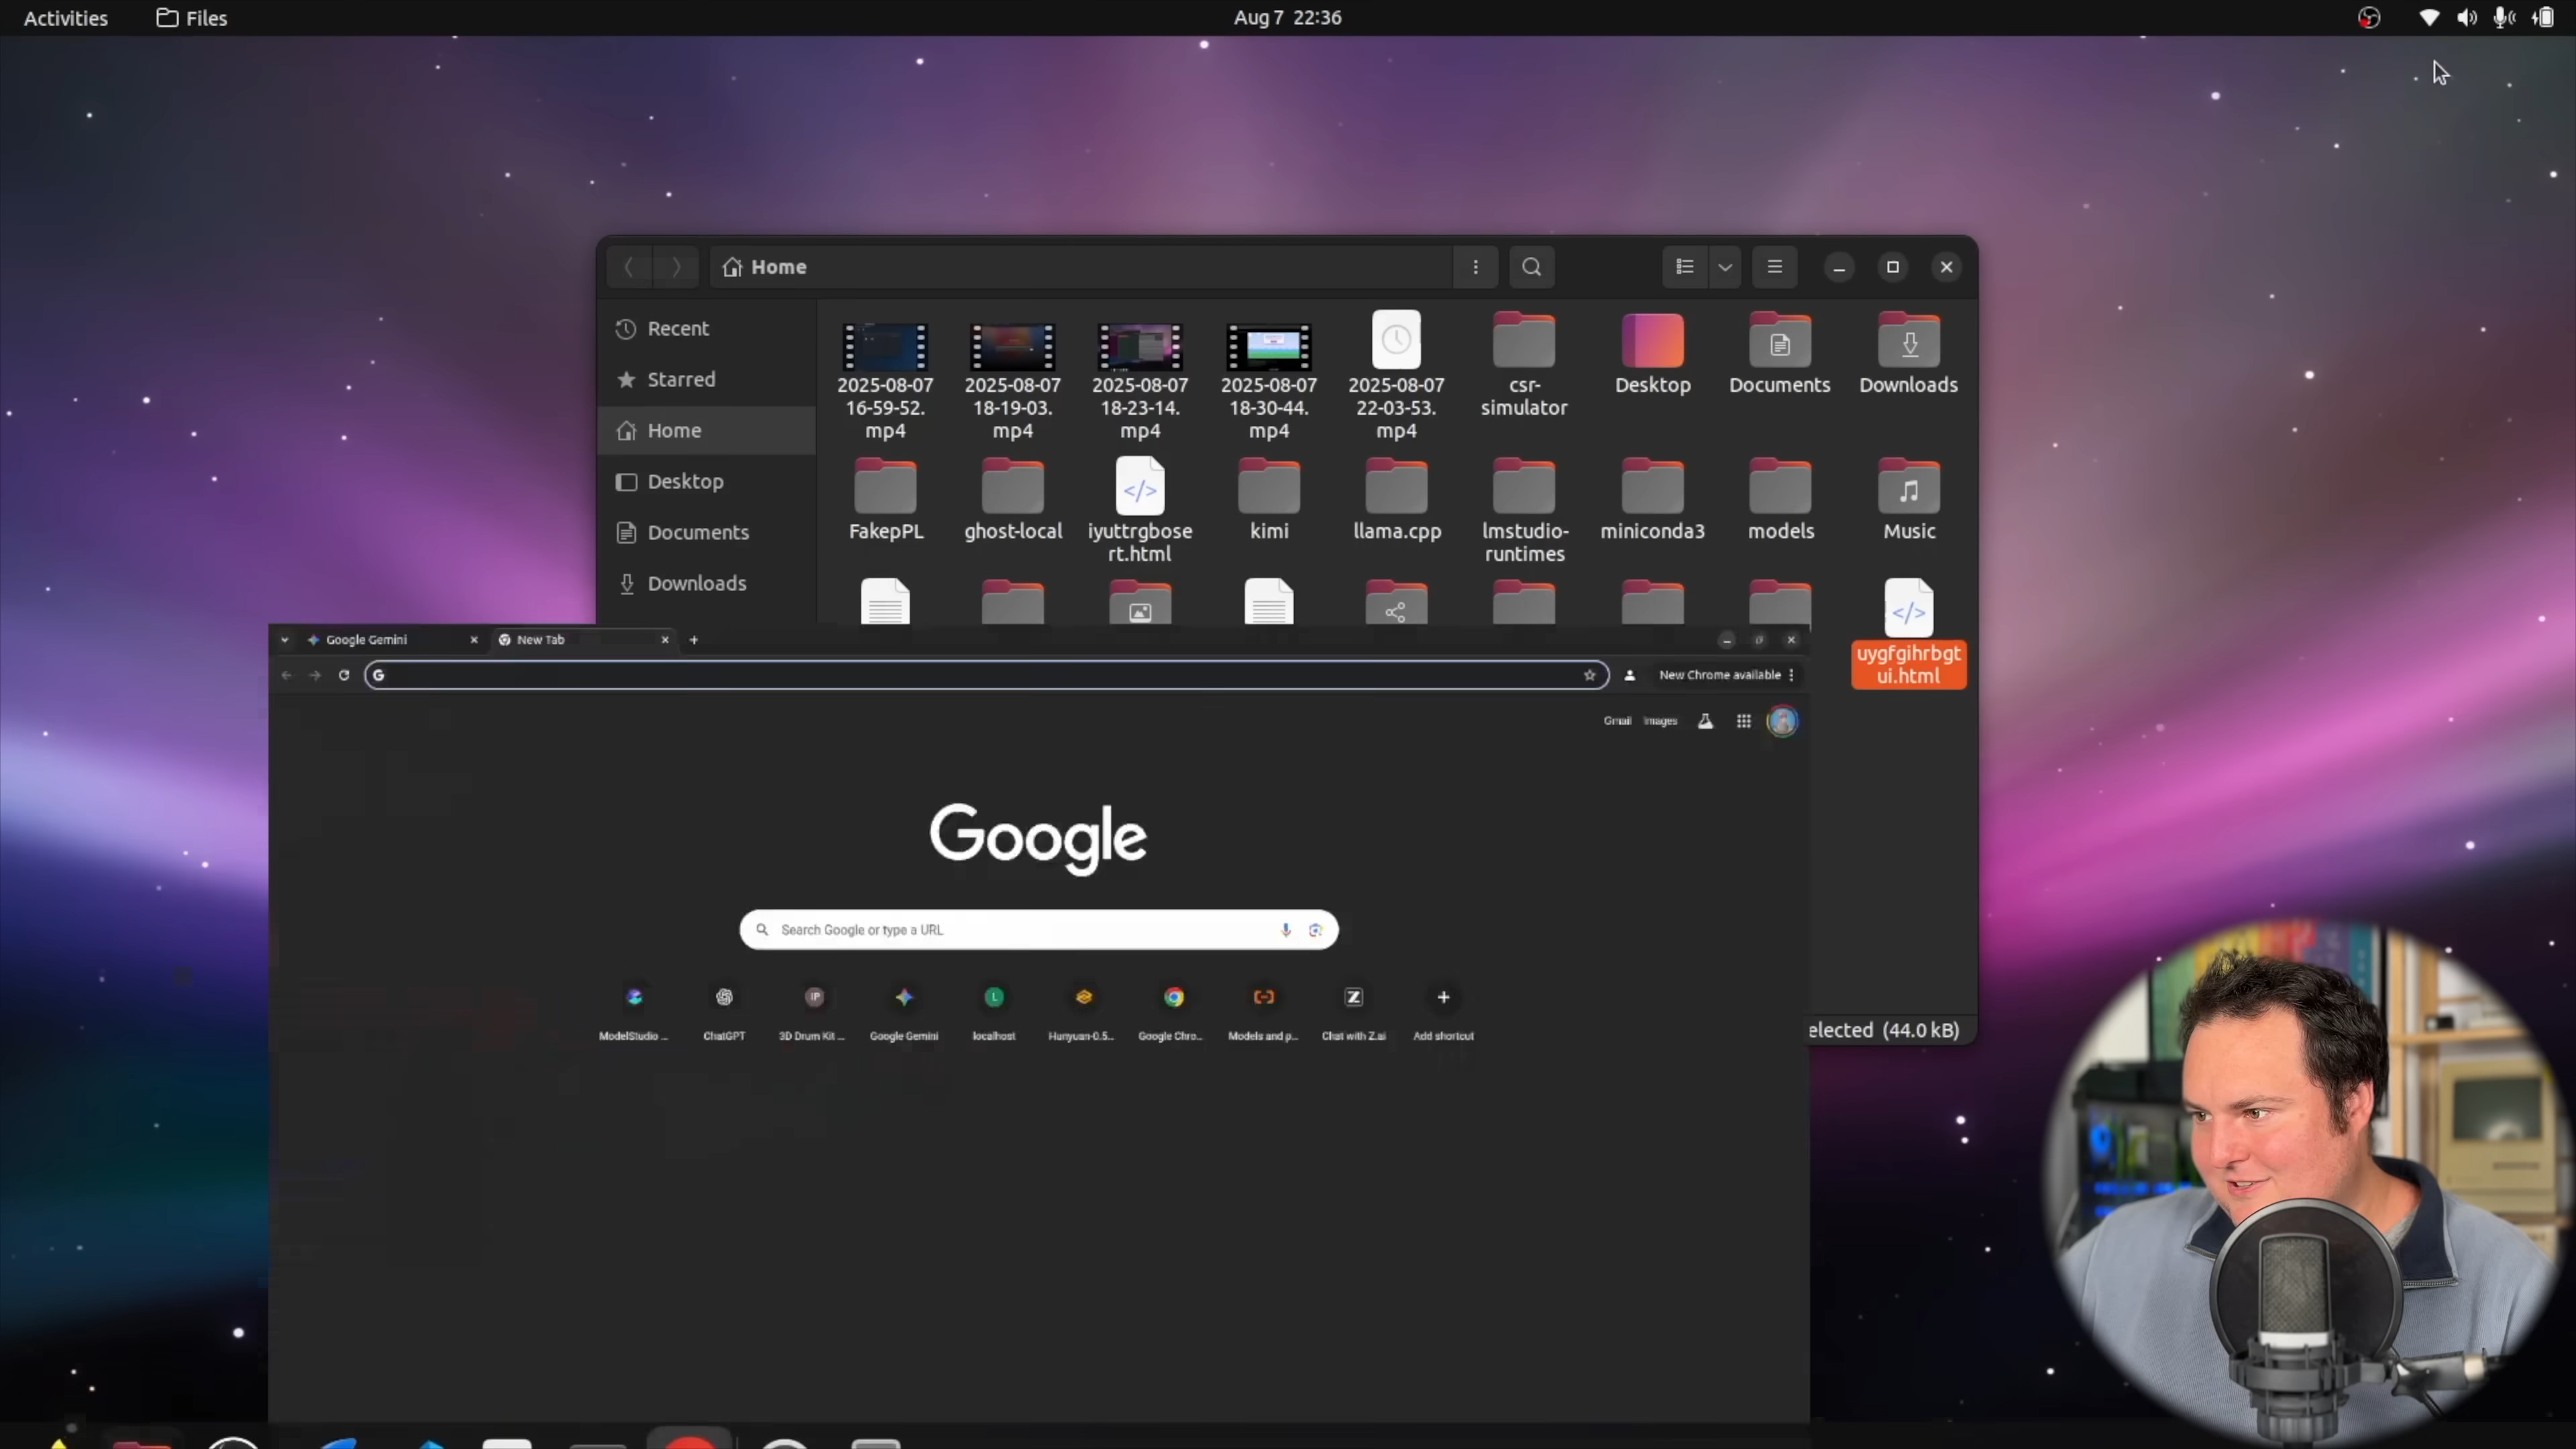 Activities Files Aug 7 22:36
Home
Recent
Starred
Home
Desktop
Documents
Downloads
2025-08-07 16-59-52. mp4
2025-08-07 18-19-03. mp4
2025-08-07 18-23-14. mp4
2025-08-07 18-30-44. mp4
2025-08-07 22-03-53. mp4
csr- simulator
Desktop
Documents
Downloads
FakepPL
ghost-local
iyuttrgbose rt.html
kimi
llama.cpp
lmstudio- runtimes
miniconda3
models
Music
uygfgihrbgt ui.html
elected (44.0 kB)
Google Gemini New Tab
New Chrome available
Gmail Images
Google
Search Google or type a URL
ModelStudio ...
ChatGPT
IP
3D Drum Kit ...
Google Gemini
L
localhost
Hunyuan-0.5...
Google Chro...
Models and p...
Z
Chat with Z.ai
Add shortcut